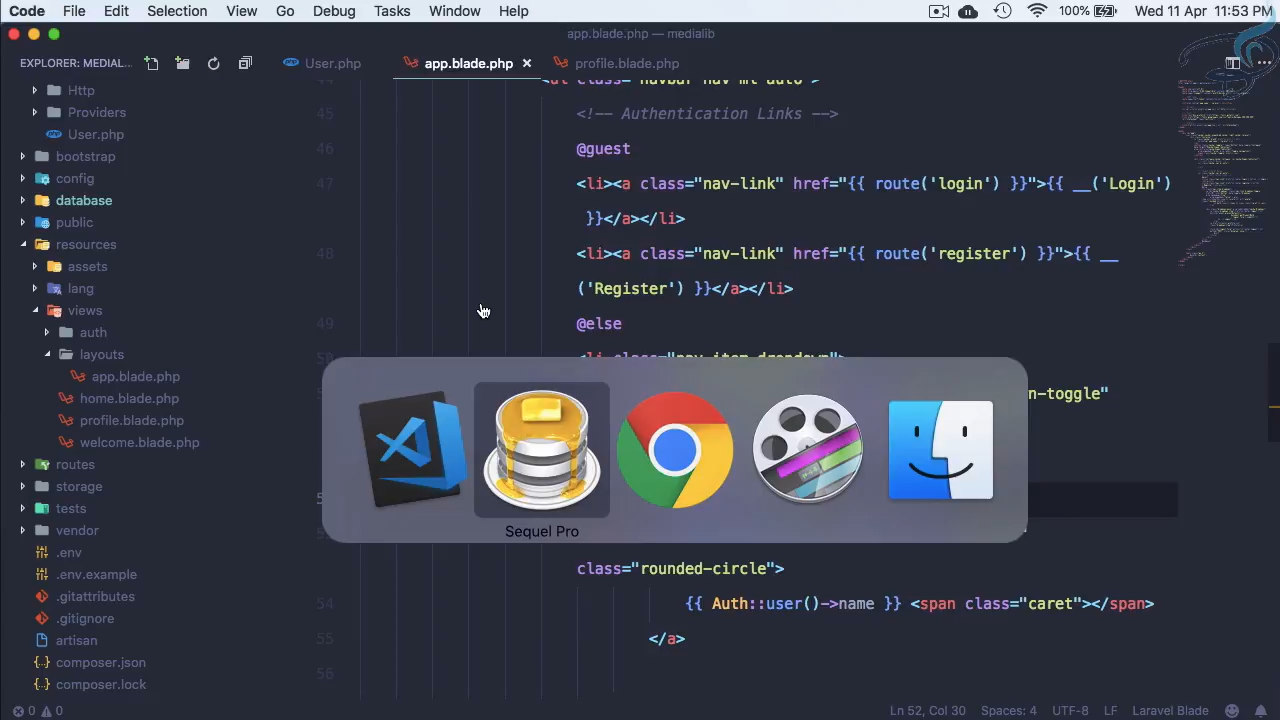 Code File Edit Selection View Go Debug Tasks Window Help 100% Wed 11 Apr 11:53 PM
app.blade.php — medialib
EXPLORER: MEDIAL... User.php app.blade.php profile.blade.php
Http
Providers
User.php
bootstrap
config
database
public
resources
assets
lang
views
auth
layouts
app.blade.php
home.blade.php
profile.blade.php
welcome.blade.php
routes
storage
tests
vendor
.env
.env.example
.gitattributes
.gitignore
artisan
composer.json
composer.lock
45 <!-- Authentication Links -->
46 @guest
47 <li><a class="nav-link" href="{{ route('login') }}">{{ __('Login')
}}</a></li>
48 <li><a class="nav-link" href="{{ route('register') }}">{{ __
('Register') }}</a></li>
49 @else
<li class="nav-item dropdown">
n-toggle"
Sequel Pro
class="rounded-circle">
54 {{ Auth::user()->name }} <span class="caret"></span>
55 </a>
56
0 0 Ln 52, Col 30 Spaces: 4 UTF-8 LF Laravel Blade